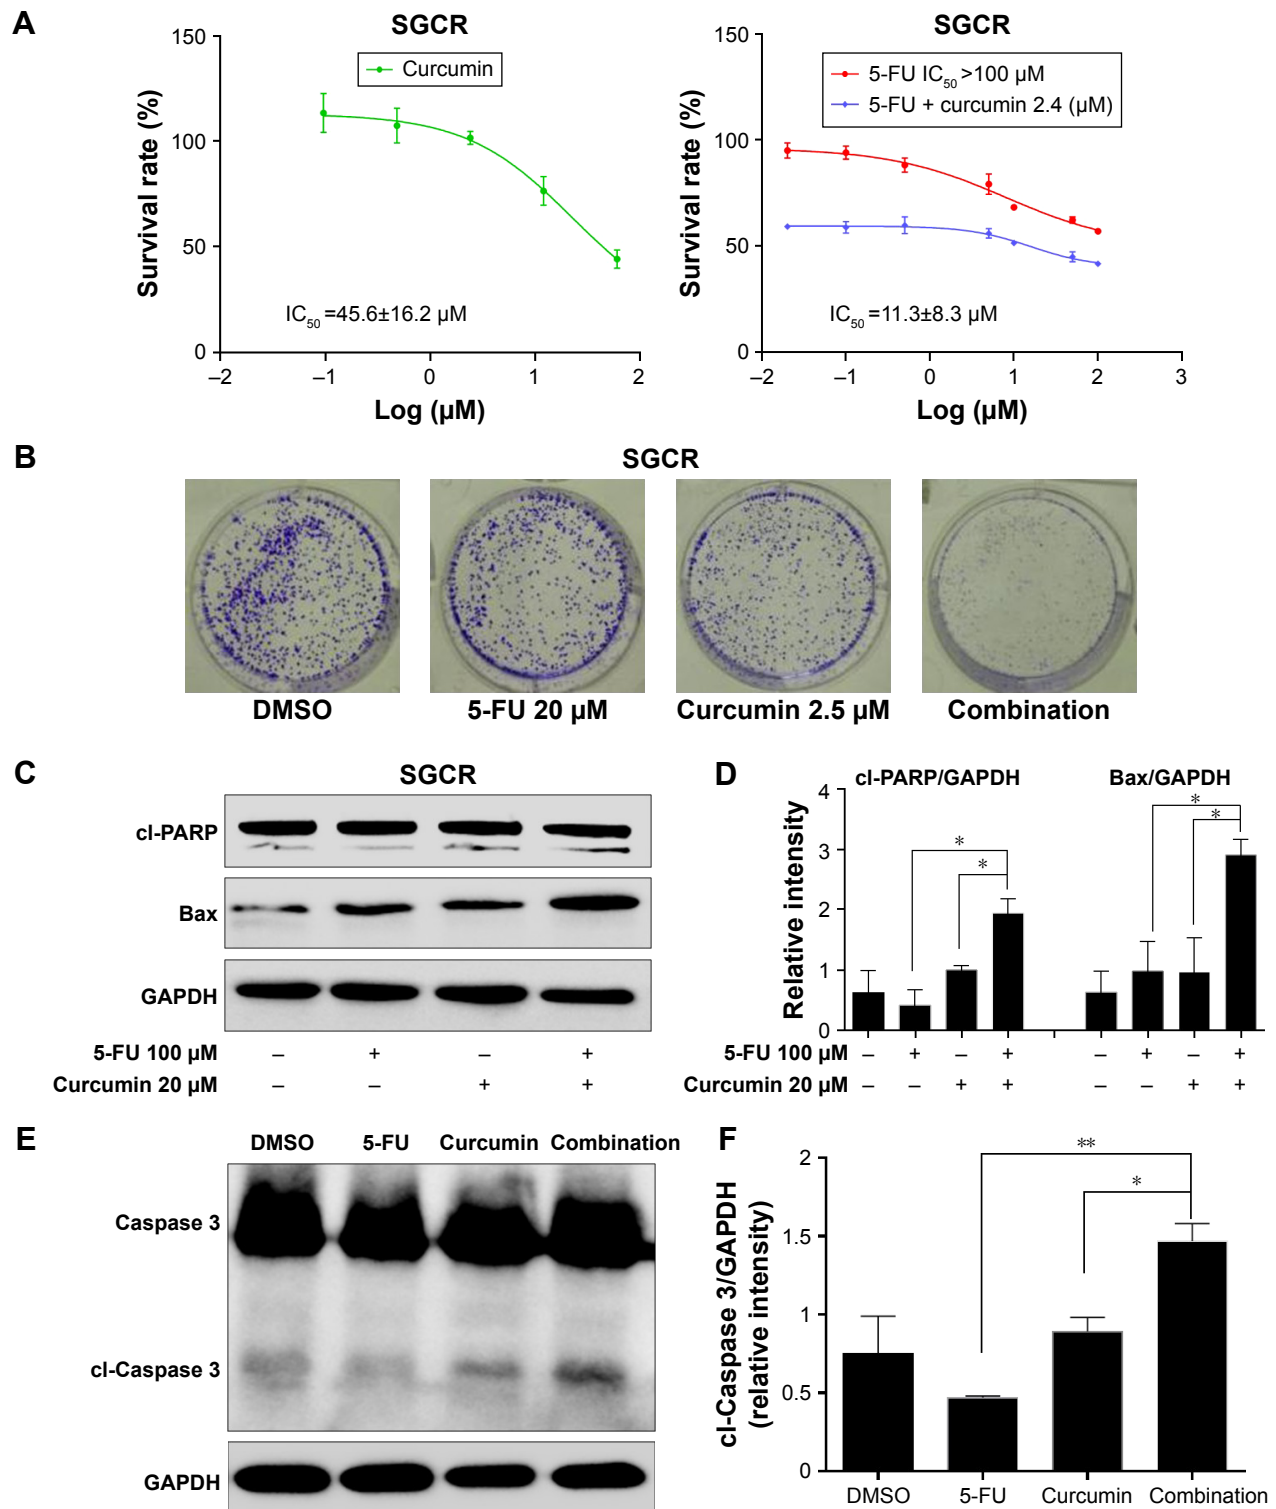 A
SGCR
150
100
50
0
Survival rate (%)
Curcumin
IC50 =45.6±16.2 µM
–2 –1 0 1 2
Log (µM)
SGCR
150
100
50
0
Survival rate (%)
5-FU IC50 >100 µM
5-FU + curcumin 2.4 (µM)
IC50 =11.3±8.3 µM
–2 –1 0 1 2 3
Log (µM)
B
SGCR
DMSO 5-FU 20 µM Curcumin 2.5 µM Combination
C
SGCR
cl-PARP
Bax
GAPDH
5-FU 100 µM – + – +
Curcumin 20 µM – – + +
D
cl-PARP/GAPDH Bax/GAPDH
4
3
2
1
0
Relative intensity
* * * *
5-FU 100 µM – + – + – + – +
Curcumin 20 µM – – + + – – + +
E
DMSO 5-FU Curcumin Combination
Caspase 3
cl-Caspase 3
GAPDH
F
2
1.5
1
0.5
0
cl-Caspase 3/GAPDH
(relative intensity)
**
*
DMSO 5-FU Curcumin Combination